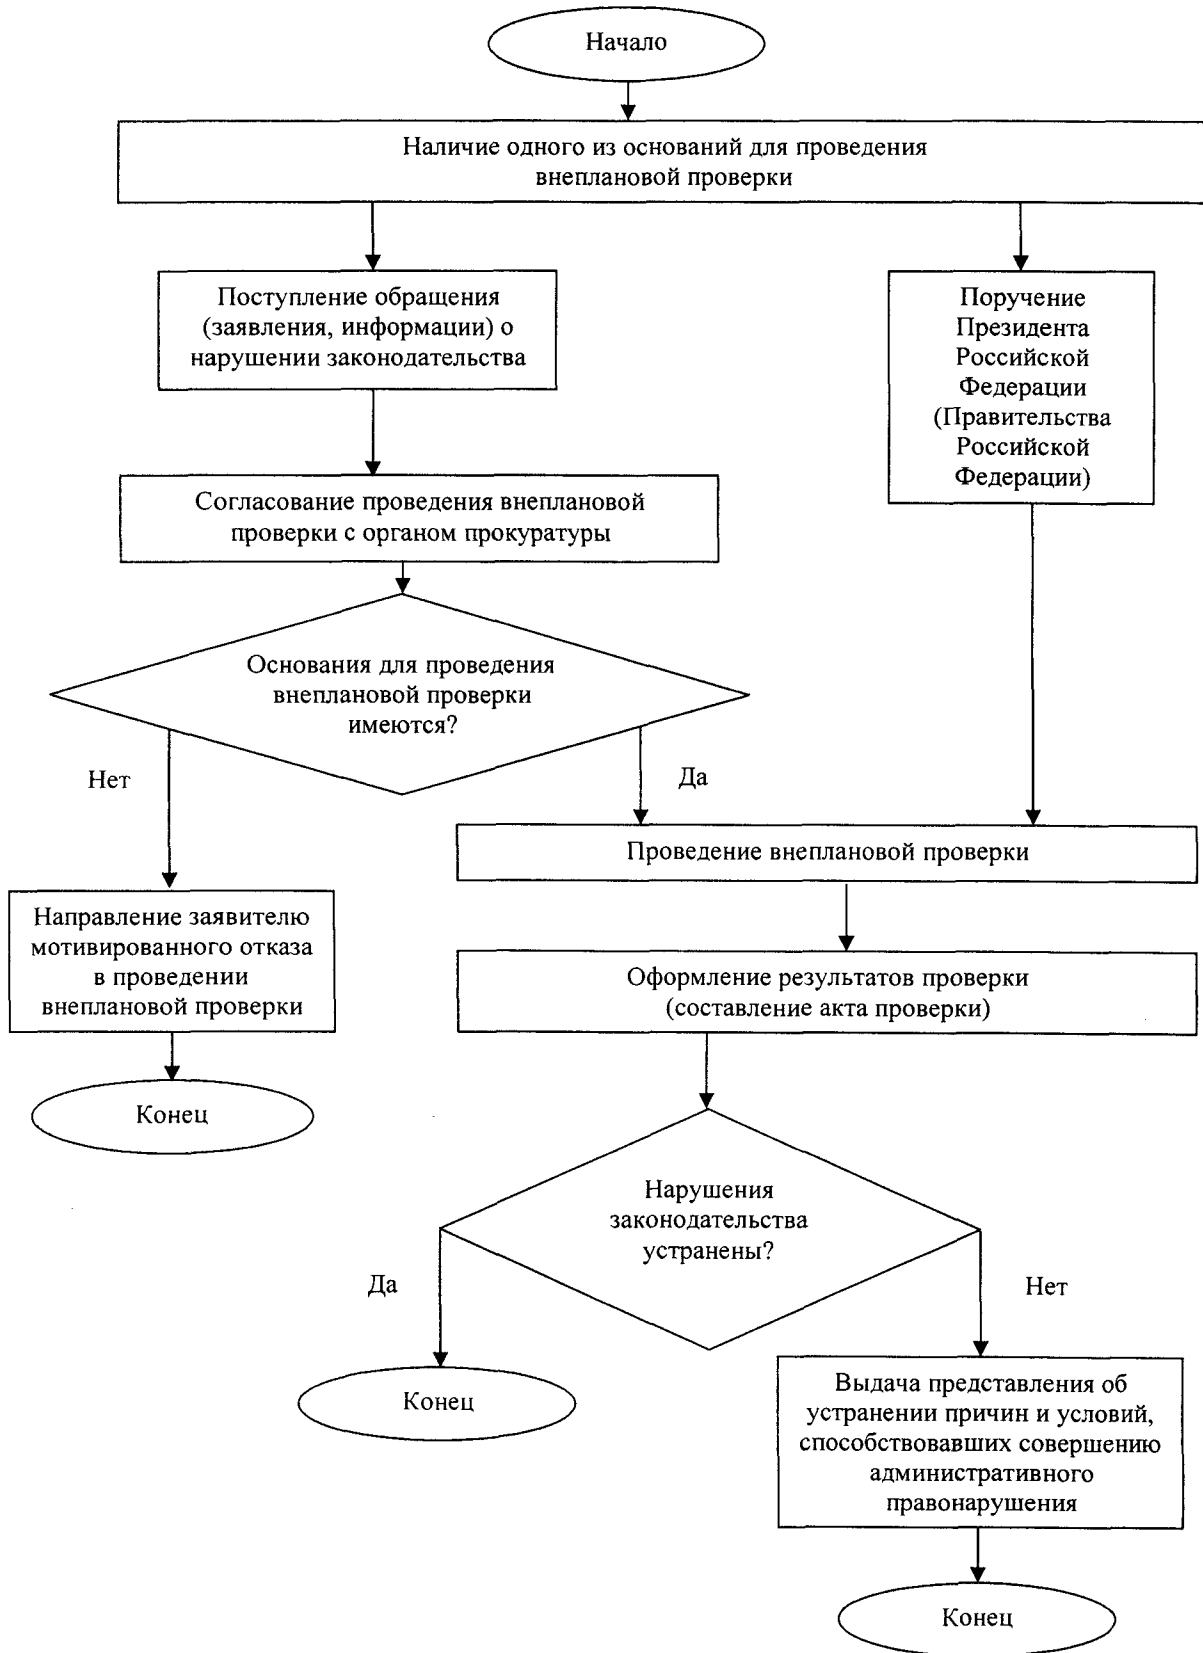 Начало
Наличие одного из оснований для проведения
внеплановой проверки
Поступление обращения
(заявления, информации) о
нарушении законодательства
Поручение
Президента
Российской
Федерации
(Правительства
Российской
Федерации)
Согласование проведения внеплановой
проверки с органом прокуратуры
Основания для проведения
внеплановой проверки
имеются?
Нет
Да
Проведение внеплановой проверки
Направление заявителю
мотивированного отказа
в проведении
внеплановой проверки
Оформление результатов проверки
(составление акта проверки)
Конец
Нарушения
законодательства
устранены?
Да
Нет
Конец
Выдача представления об
устранении причин и условий,
способствовавших совершению
административного
правонарушения
Конец